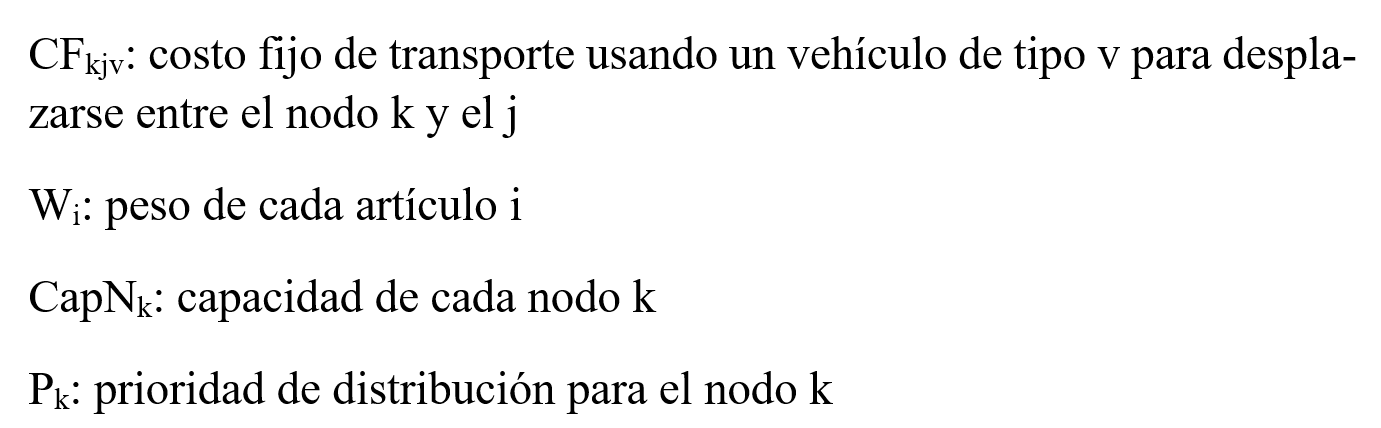 CFkjv: costo fijo de transporte usando un vehículo de tipo v para despla-
zarse entre el nodo k y el j
Wi: peso de cada artículo i
CapNk: capacidad de cada nodo k
Pk: prioridad de distribución para el nodo k